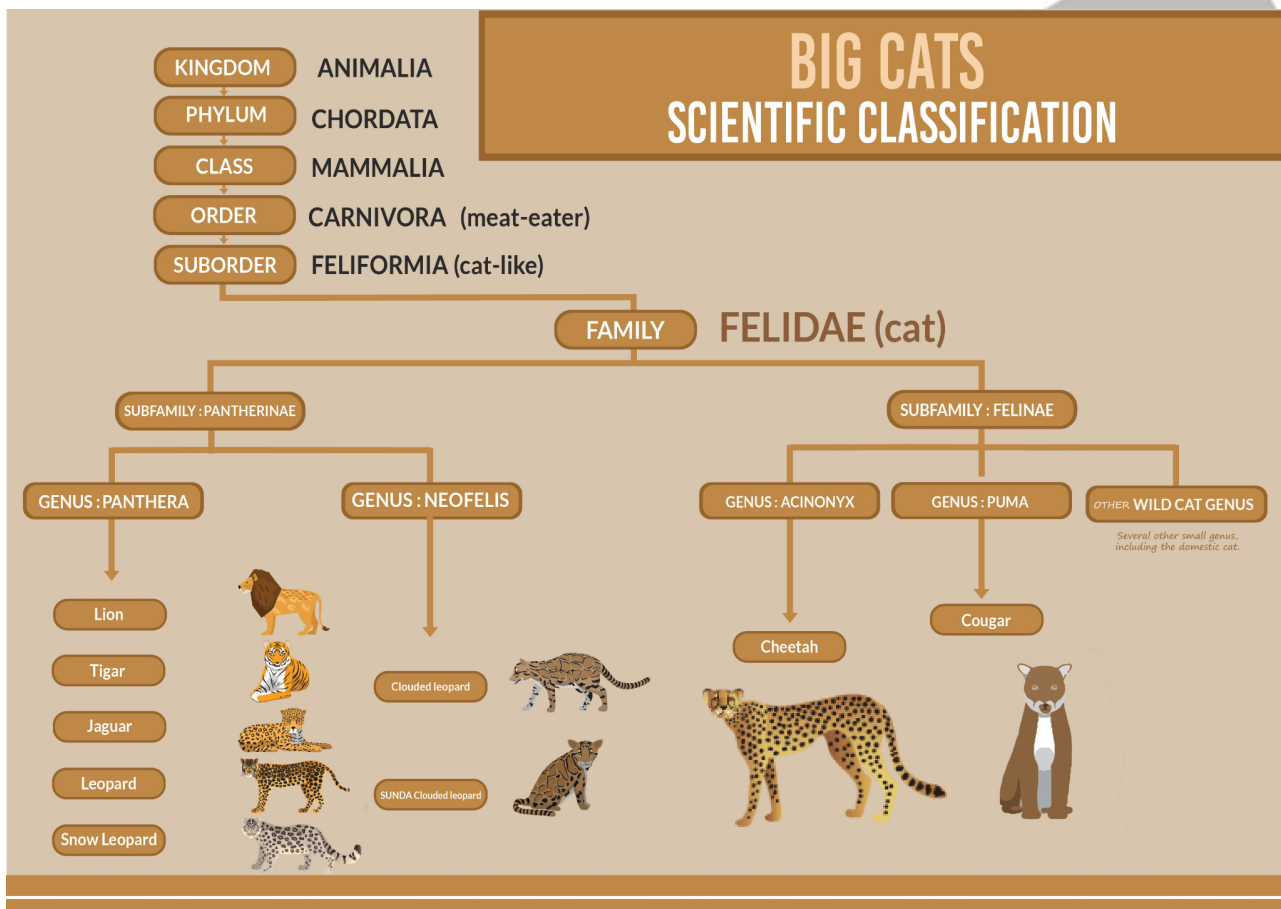 BIG CATS
SCIENTIFIC CLASSIFICATION
KINGDOM ANIMALIA
PHYLUM CHORDATA
CLASS MAMMALIA
ORDER CARNIVORA (meat-eater)
SUBORDER FELIFORMIA (cat-like)
FAMILY FELIDAE (cat)
SUBFAMILY : PANTHERINAE
SUBFAMILY : FELINAE
GENUS : PANTHERA
GENUS : NEOFELIS
GENUS : ACINONYX
GENUS : PUMA
OTHER WILD CAT GENUS
Several other small genus,
including the domestic cat.
Lion
Tigar
Jaguar
Leopard
Snow Leopard
Clouded leopard
SUNDA Clouded leopard
Cheetah
Cougar